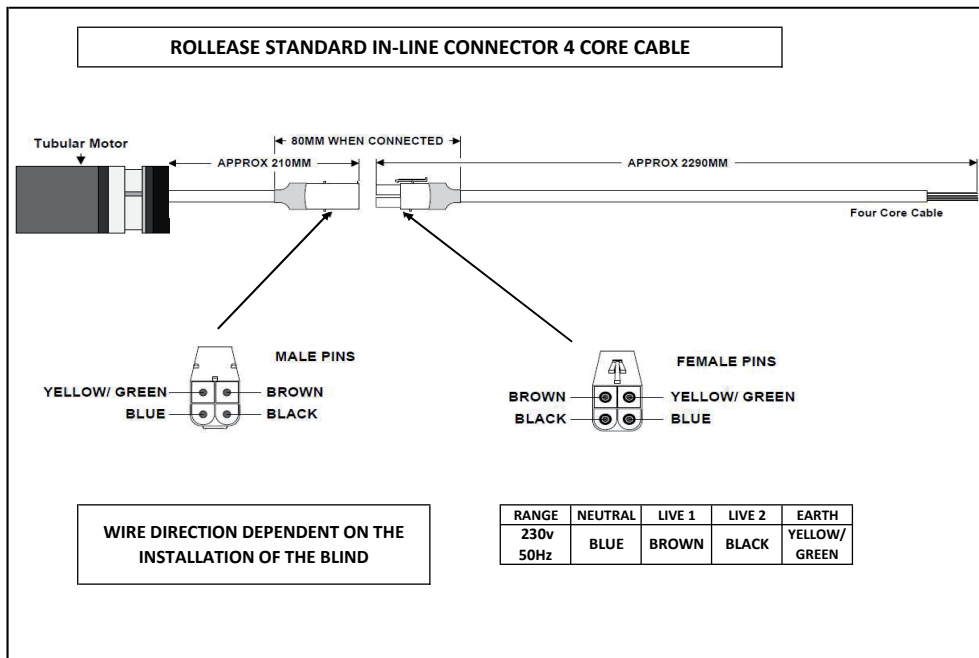 ROLLEASE STANDARD IN-LINE CONNECTOR 4 CORE CABLE
Tubular Motor
80MM WHEN CONNECTED
APPROX 210MM
APPROX 2290MM
Four Core Cable
MALE PINS
YELLOW/ GREEN
BROWN
BLUE
BLACK
FEMALE PINS
BROWN
YELLOW/ GREEN
BLACK
BLUE
WIRE DIRECTION DEPENDENT ON THE
INSTALLATION OF THE BLIND
RANGE NEUTRAL LIVE 1 LIVE 2 EARTH
230v
50Hz
BLUE BROWN BLACK
YELLOW/
GREEN